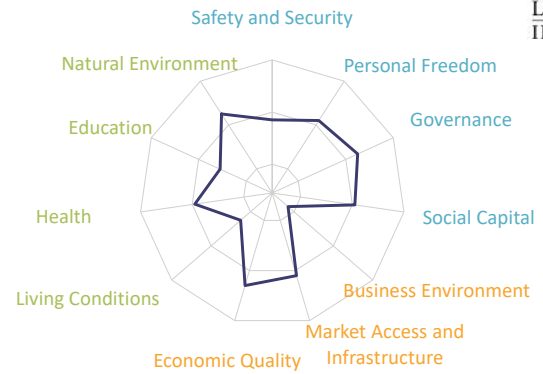 Safety and Security
Natural Environment
Personal Freedom
Education
Governance
Health
Social Capital
Living Conditions
Business Environment
Market Access and
Infrastructure
Economic Quality